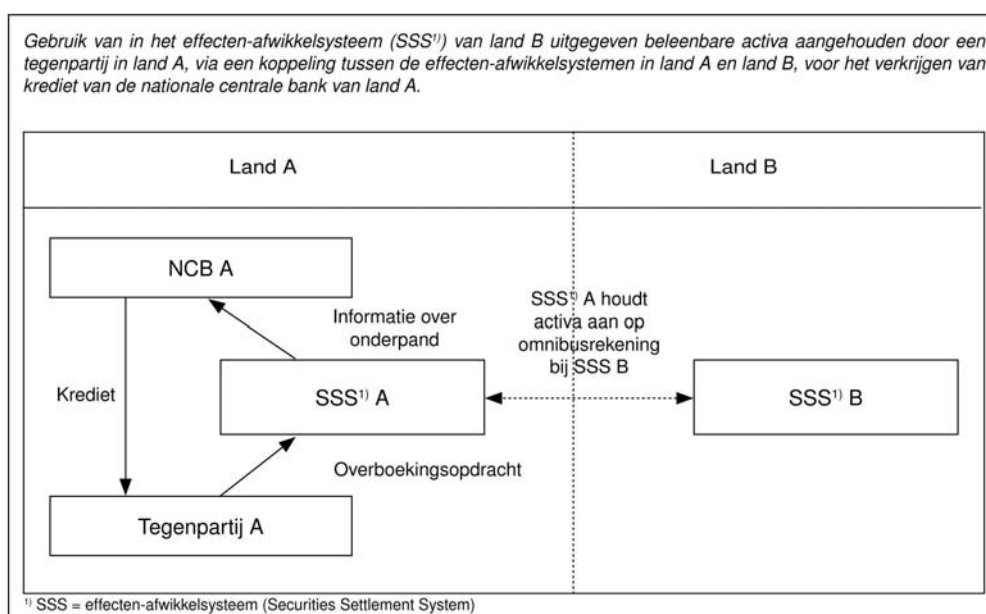 Gebruik van in het effecten-afwikkelsysteem (SSS¹⁾) van land B uitgegeven beleenbare activa aangehouden door een
tegenpartij in land A, via een koppeling tussen de effecten-afwikkelsystemen in land A en land B, voor het verkrijgen van
krediet van de nationale centrale bank van land A.
Land A
Land B
NCB A
Informatie over
onderpand
SSS¹⁾ A houdt
activa aan op
omnibusrekening
bij SSS B
Krediet
SSS¹⁾ A
SSS¹⁾ B
Overboekingsopdracht
Tegenpartij A
¹⁾ SSS = effecten-afwikkelsysteem (Securities Settlement System)